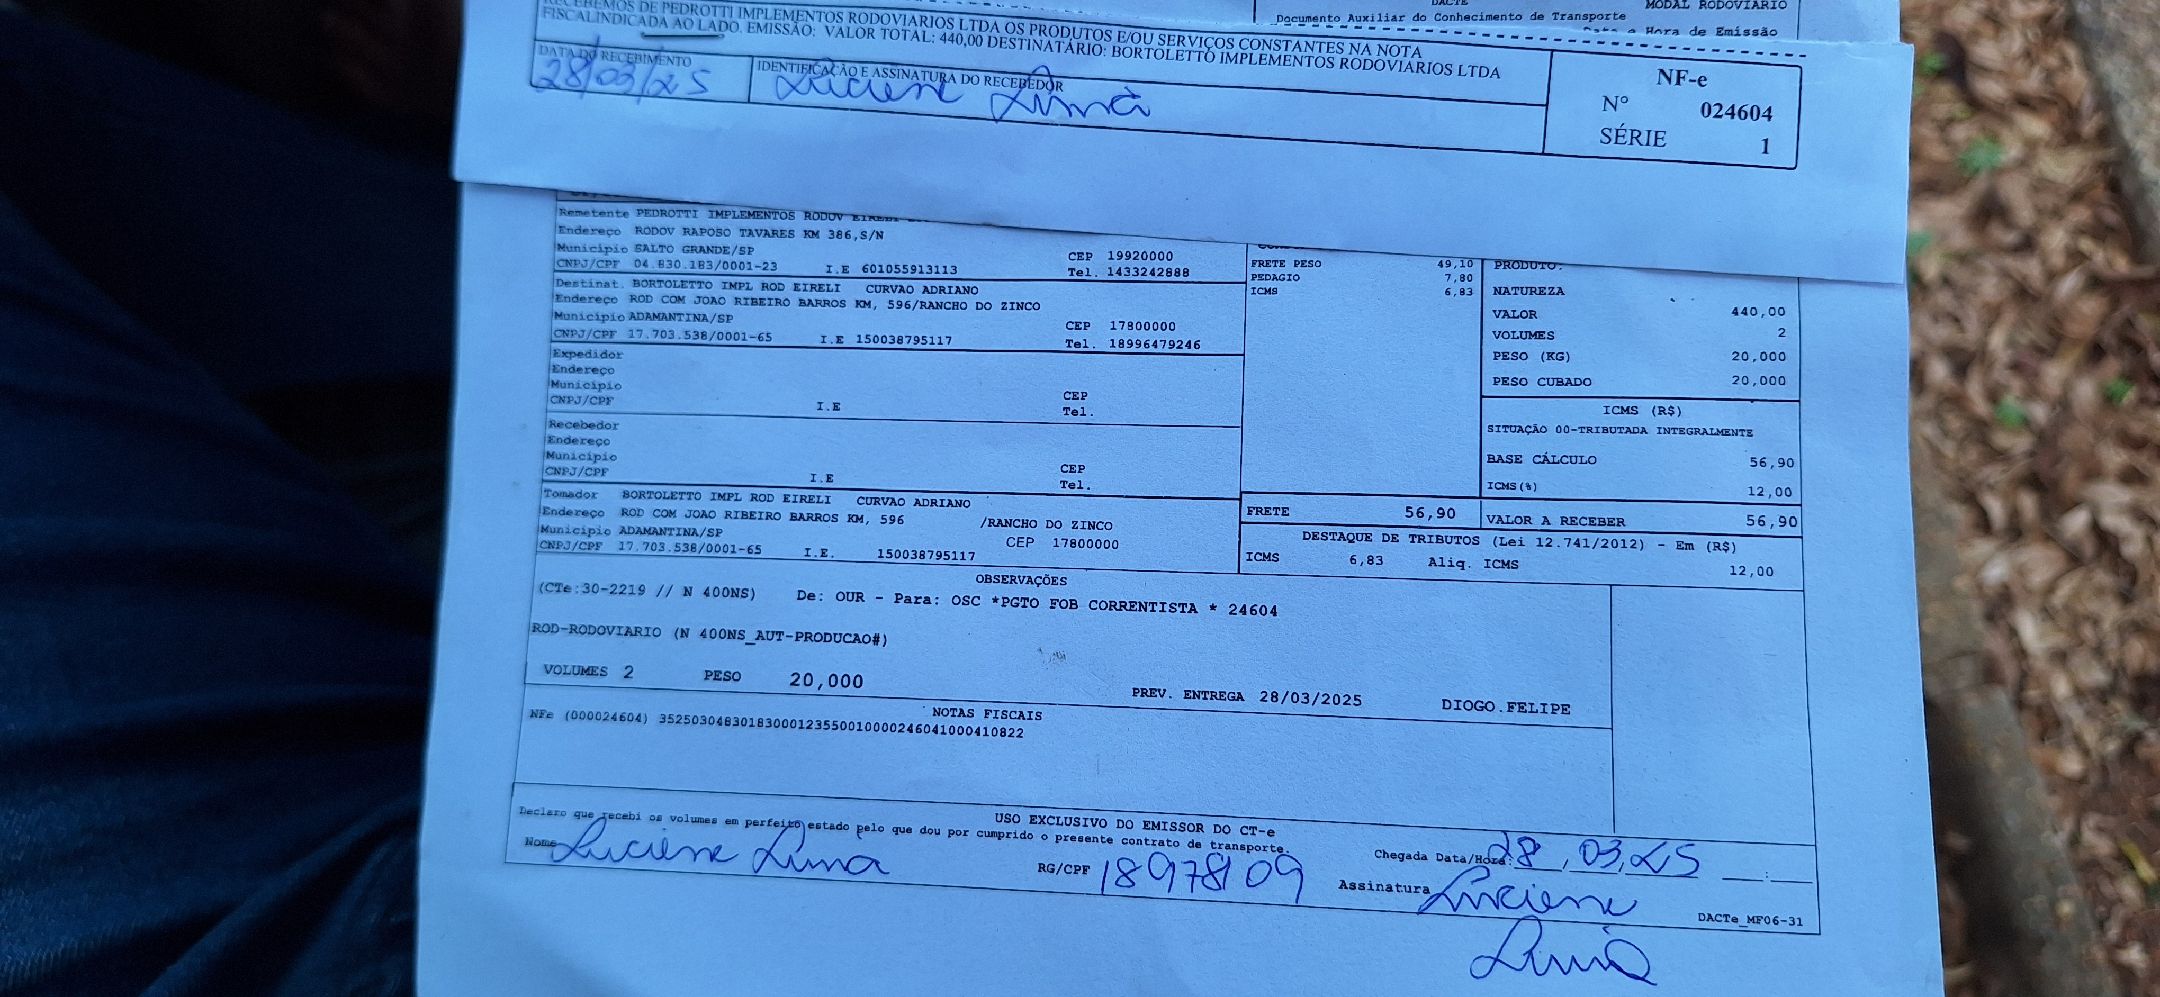 DACTE
MODAL RODOVIARIO
Documento Auxiliar do Conhecimento de Transporte
e Hora de Emissão
RECEBEMOS DE PEDROTTI IMPLEMENTOS RODOVIARIOS LTDA OS PRODUTOS E/OU SERVIÇOS CONSTANTES NA NOTA
FISCALINDICADA AO LADO. EMISSÃO: VALOR TOTAL: 440,00 DESTINATÁRIO: BORTOLETTO IMPLEMENTOS RODOVIARIOS LTDA
DATA DO RECEBIMENTO
28/03/25
IDENTIFICAÇÃO E ASSINATURA DO RECEBEDOR
Luciene Lima
NF-e
Nº 024604
SÉRIE 1
Remetente PEDROTTI IMPLEMENTOS RODOV EIRELI
Endereço RODOV RAPOSO TAVARES KM 386,S/N
Município SALTO GRANDE/SP CEP 19920000
CNPJ/CPF 04.830.183/0001-23 I.E 601055913113 Tel. 1433242888
Destinat. BORTOLETTO IMPL ROD EIRELI CURVAO ADRIANO
Endereço ROD COM JOAO RIBEIRO BARROS KM, 596/RANCHO DO ZINCO
Município ADAMANTINA/SP CEP 17800000
CNPJ/CPF 17.703.538/0001-65 I.E 150038795117 Tel. 18996479246
Expedidor
Endereço
Município CEP
CNPJ/CPF I.E Tel.
Recebedor
Endereço
Município CEP
CNPJ/CPF I.E Tel.
Tomador BORTOLETTO IMPL ROD EIRELI CURVAO ADRIANO
Endereço ROD COM JOAO RIBEIRO BARROS KM, 596 /RANCHO DO ZINCO
Município ADAMANTINA/SP CEP 17800000
CNPJ/CPF 17.703.538/0001-65 I.E. 150038795117
FRETE PESO 49,10
PEDAGIO 7,80
ICMS 6,83
PRODUTO:
NATUREZA
VALOR 440,00
VOLUMES 2
PESO (KG) 20,000
PESO CUBADO 20,000
ICMS (R$)
SITUAÇÃO 00-TRIBUTADA INTEGRALMENTE
BASE CÁLCULO 56,90
ICMS(%) 12,00
FRETE 56,90
VALOR A RECEBER 56,90
DESTAQUE DE TRIBUTOS (Lei 12.741/2012) - Em (R$)
ICMS 6,83 Aliq. ICMS 12,00
OBSERVAÇÕES
(CTe:30-2219 // N 400NS) De: OUR - Para: OSC *PGTO FOB CORRENTISTA * 24604
ROD-RODOVIARIO (N 400NS_AUT-PRODUCAO#)
VOLUMES 2 PESO 20,000 PREV. ENTREGA 28/03/2025 DIOGO.FELIPE
NOTAS FISCAIS
NFe (000024604) 35250304830183000123550010000246041000410822
USO EXCLUSIVO DO EMISSOR DO CT-e
Declaro que recebi os volumes em perfeito estado pelo que dou por cumprido o presente contrato de transporte.
Nome Luciene Lima RG/CPF 18978109
Chegada Data/Hora: 28,03,25 __:__
Assinatura Luciene
Lima
DACTe_MF06-31